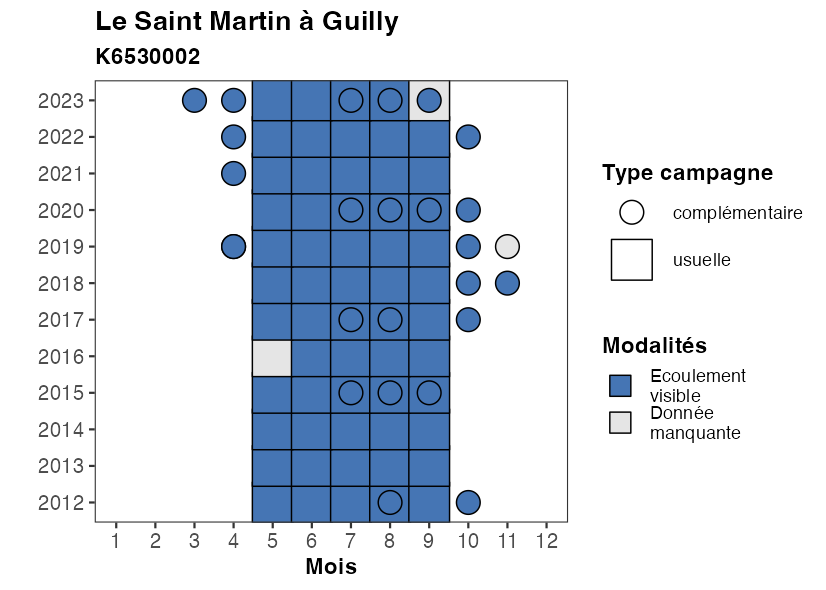 Le Saint Martin à Guilly
K6530002
2023
2022
2021
2020
2019
2018
2017
2016
2015
2014
2013
2012
1 2 3 4 5 6 7 8 9 10 11 12
Mois
Type campagne
complémentaire
usuelle
Modalités
Ecoulement
visible
Donnée
manquante